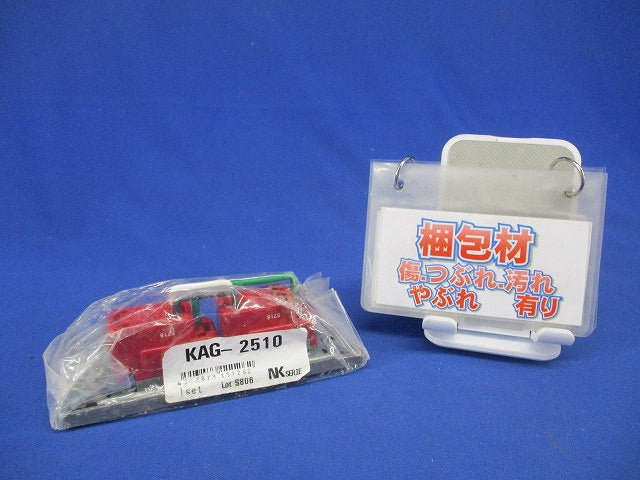 KAG- 2510
1set Lot S806 NK SERIE
S718
梱包材
傷.つぶれ.汚れ
やぶれ 有り